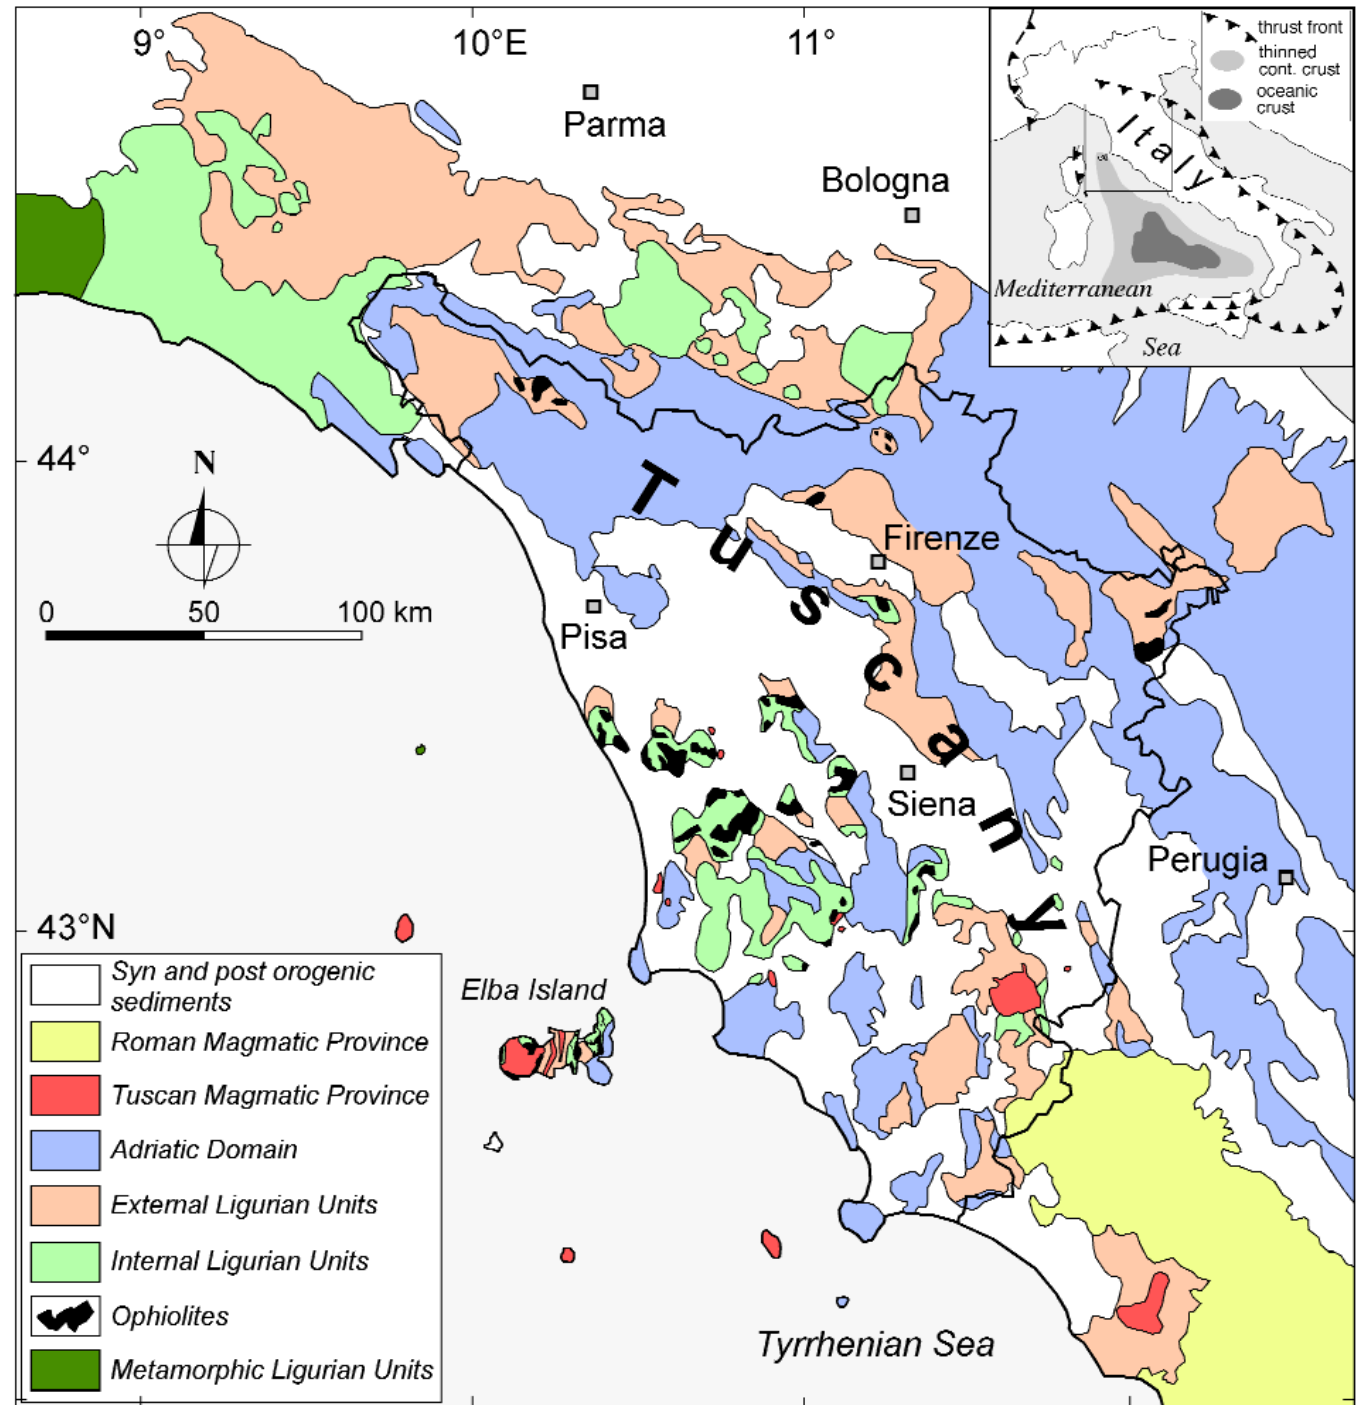 9°
10°E
11°
Parma
Bologna
thrust front
thinned
cont. crust
oceanic
crust
Italy
Mediterranean
Sea
44°
N
0 50 100 km
Tuscany
Firenze
Pisa
Siena
Perugia
43°N
Elba Island
Syn and post orogenic
sediments
Roman Magmatic Province
Tuscan Magmatic Province
Adriatic Domain
External Ligurian Units
Internal Ligurian Units
Ophiolites
Metamorphic Ligurian Units
Tyrrhenian Sea